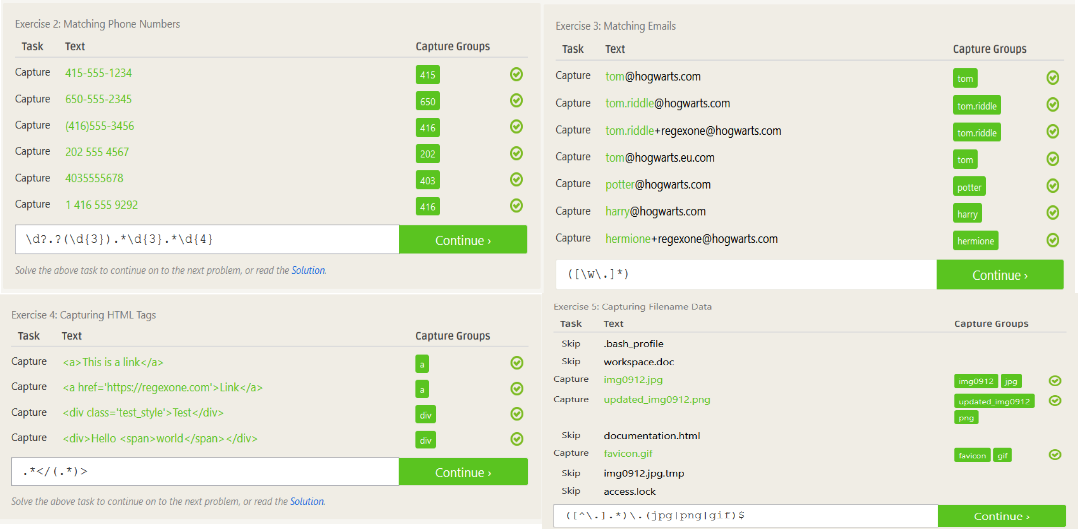 Exercise 2: Matching Phone Numbers
Task Text Capture Groups
Capture 415-555-1234 415
Capture 650-555-2345 650
Capture (416)555-3456 416
Capture 202 555 4567 202
Capture 4035555678 403
Capture 1 416 555 9292 416
\d?.?(\d{3}).*\d{3}.*\d{4} Continue ›
Solve the above task to continue on to the next problem, or read the Solution.
Exercise 3: Matching Emails
Task Text Capture Groups
Capture tom@hogwarts.com tom
Capture tom.riddle@hogwarts.com tom.riddle
Capture tom.riddle+regexone@hogwarts.com tom.riddle
Capture tom@hogwarts.eu.com tom
Capture potter@hogwarts.com potter
Capture harry@hogwarts.com harry
Capture hermione+regexone@hogwarts.com hermione
([\w\.]*) Continue ›
Exercise 4: Capturing HTML Tags
Task Text Capture Groups
Capture <a>This is a link</a> a
Capture <a href='https://regexone.com'>Link</a> a
Capture <div class='test_style'>Test</div> div
Capture <div>Hello <span>world</span></div> div
.*</(.*)> Continue ›
Solve the above task to continue on to the next problem, or read the Solution.
Exercise 5: Capturing Filename Data
Task Text Capture Groups
Skip .bash_profile
Skip workspace.doc
Capture img0912.jpg img0912 jpg
Capture updated_img0912.png updated_img0912
png
Skip documentation.html
Capture favicon.gif favicon gif
Skip img0912.jpg.tmp
Skip access.lock
([^\.].*)\.(jpg|png|gif)$ Continue ›